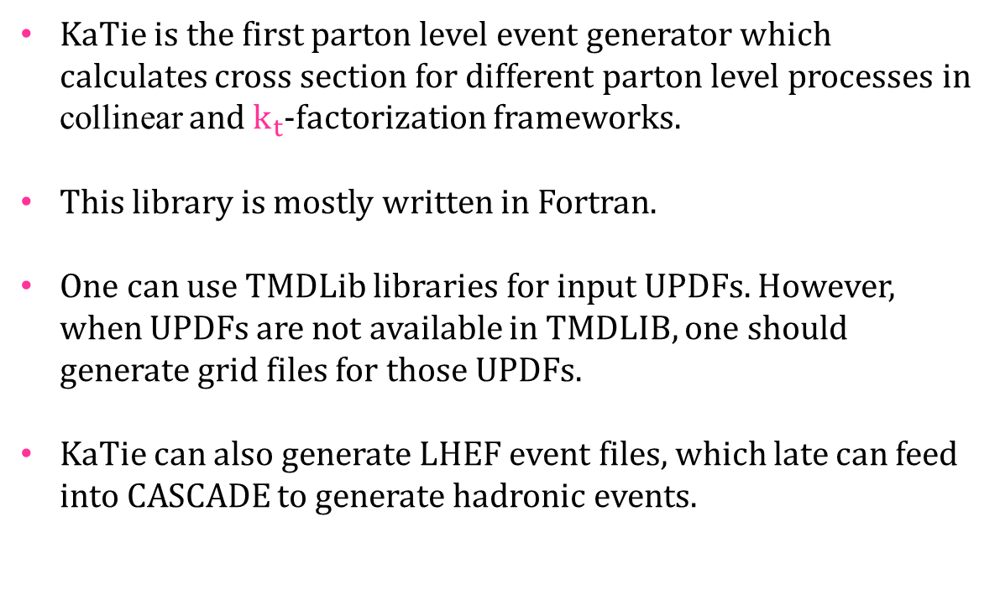 • KaTie is the first parton level event generator which
calculates cross section for different parton level processes in
collinear and kt-factorization frameworks.
• This library is mostly written in Fortran.
• One can use TMDLib libraries for input UPDFs. However,
when UPDFs are not available in TMDLIB, one should
generate grid files for those UPDFs.
• KaTie can also generate LHEF event files, which late can feed
into CASCADE to generate hadronic events.